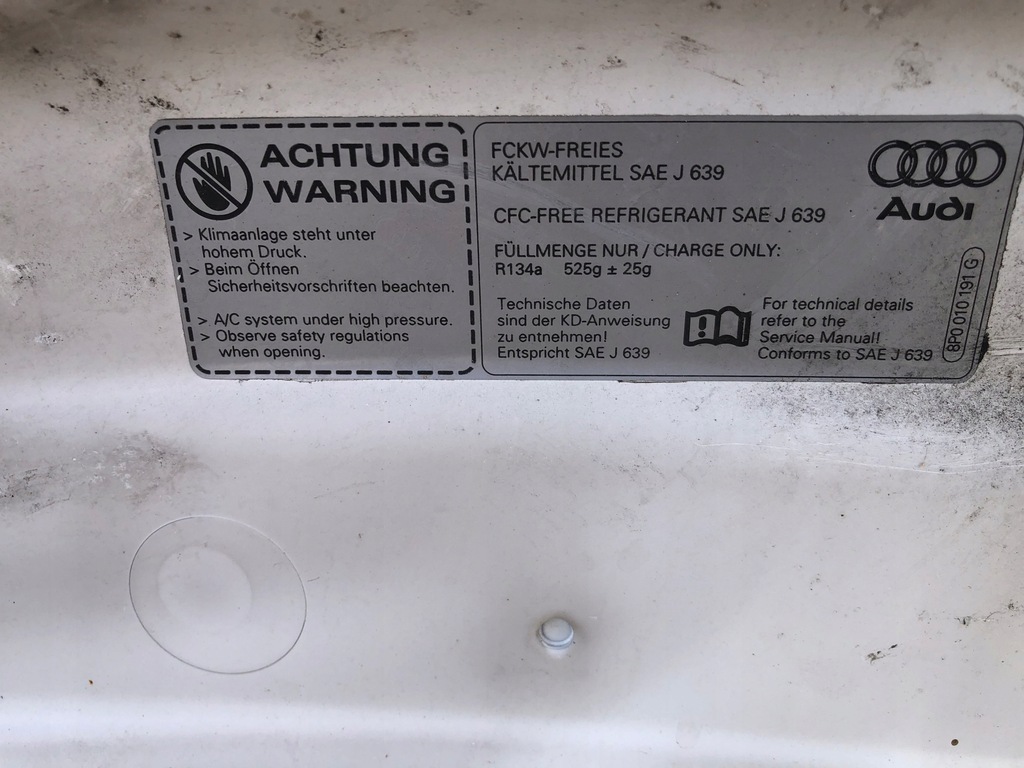 ACHTUNG
WARNING
> Klimaanlage steht unter
hohem Druck.
> Beim Öffnen
Sicherheitsvorschriften beachten.
> A/C system under high pressure.
> Observe safety regulations
when opening.
FCKW-FREIES
KÄLTEMITTEL SAE J 639
CFC-FREE REFRIGERANT SAE J 639
FÜLLMENGE NUR / CHARGE ONLY:
R134a 525g ± 25g
Technische Daten
sind der KD-Anweisung
zu entnehmen!
Entspricht SAE J 639
!
For technical details
refer to the
Service Manual!
Conforms to SAE J 639
Audi
8P0 010 191 G